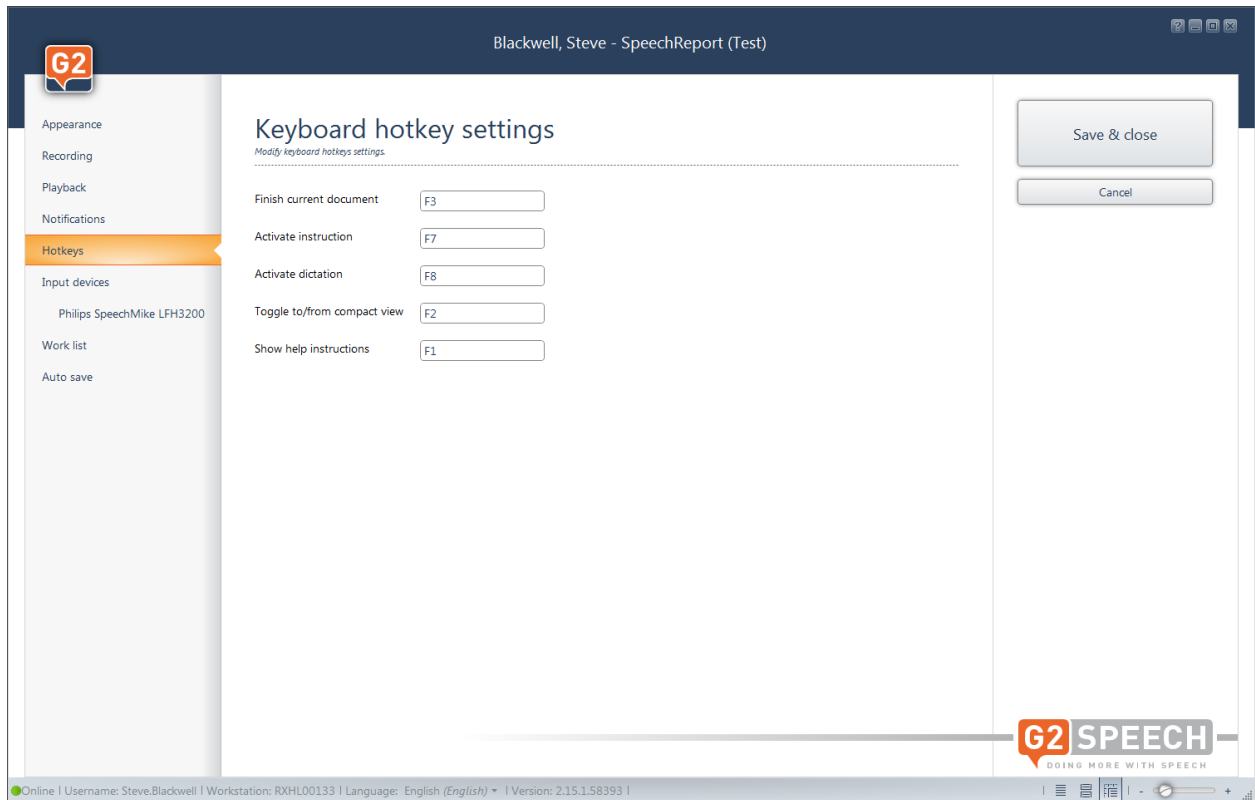 Blackwell, Steve - SpeechReport (Test)
G2
Appearance
Recording
Playback
Notifications
Hotkeys
Input devices
Philips SpeechMike LFH3200
Work list
Auto save
Keyboard hotkey settings
Modify keyboard hotkeys settings.
Finish current document F3
Activate instruction F7
Activate dictation F8
Toggle to/from compact view F2
Show help instructions F1
Save & close
Cancel
G2 SPEECH
DOING MORE WITH SPEECH
Online | Username: Steve.Blackwell | Workstation: RXHL00133 | Language: English (English) | Version: 2.15.1.58393 |